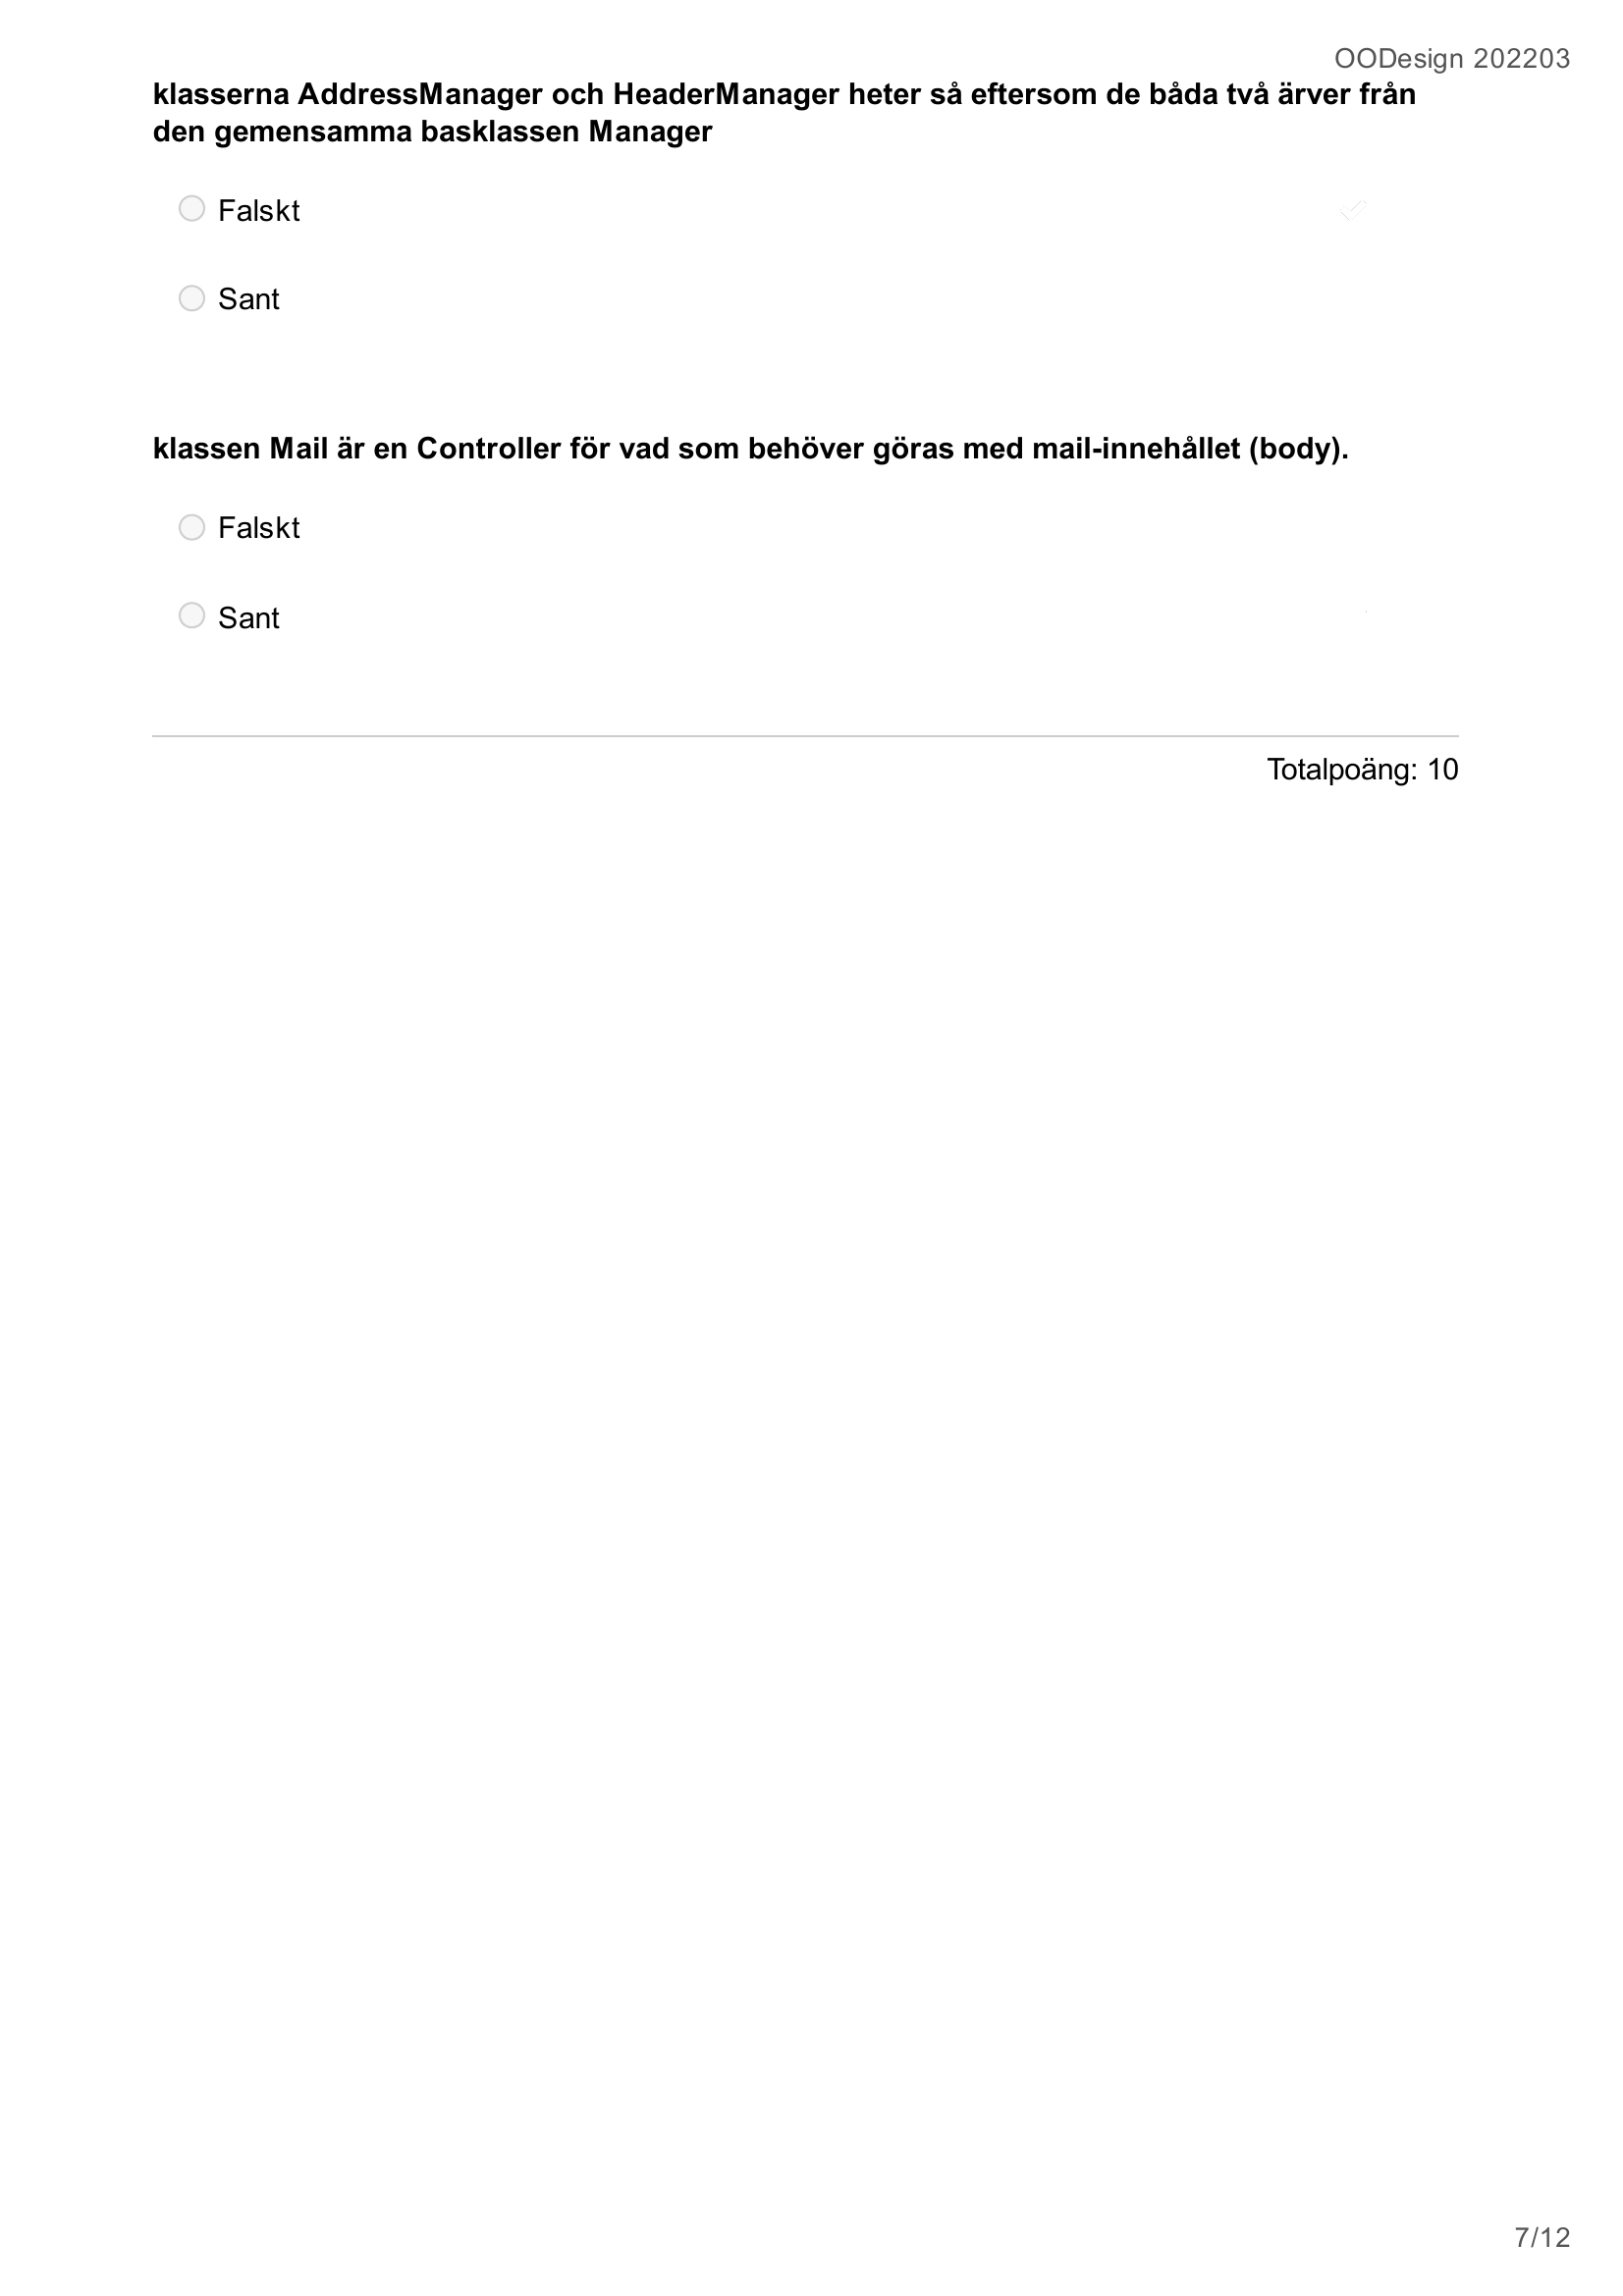 OODesign 202203
klasserna AddressManager och HeaderManager heter så eftersom de båda två ärver från
den gemensamma basklassen Manager
Falskt
Sant
klassen Mail är en Controller för vad som behöver göras med mail-innehållet (body).
Falskt
Sant
Totalpoäng: 10
7/12